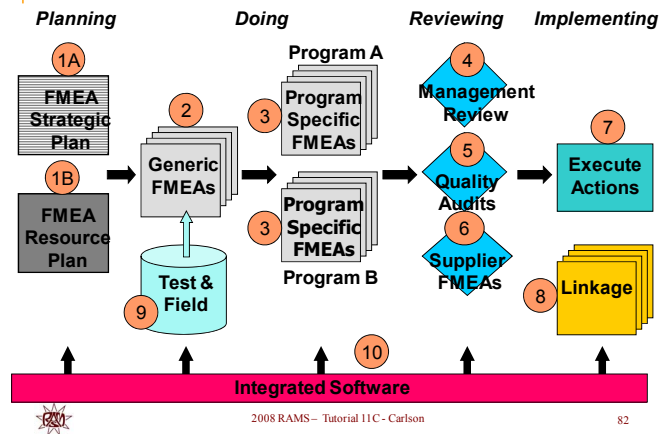 Planning
Doing
Reviewing
Implementing
1A
FMEA
Strategic
Plan
1B
FMEA
Resource
Plan
2
Generic
FMEAs
9
Test &
Field
Program A
3
Program
Specific
FMEAs
3
Program
Specific
FMEAs
Program B
4
Management
Review
5
Quality
Audits
6
Supplier
FMEAs
7
Execute
Actions
8
Linkage
10
Integrated Software
2008 RAMS – Tutorial 11C - Carlson
82